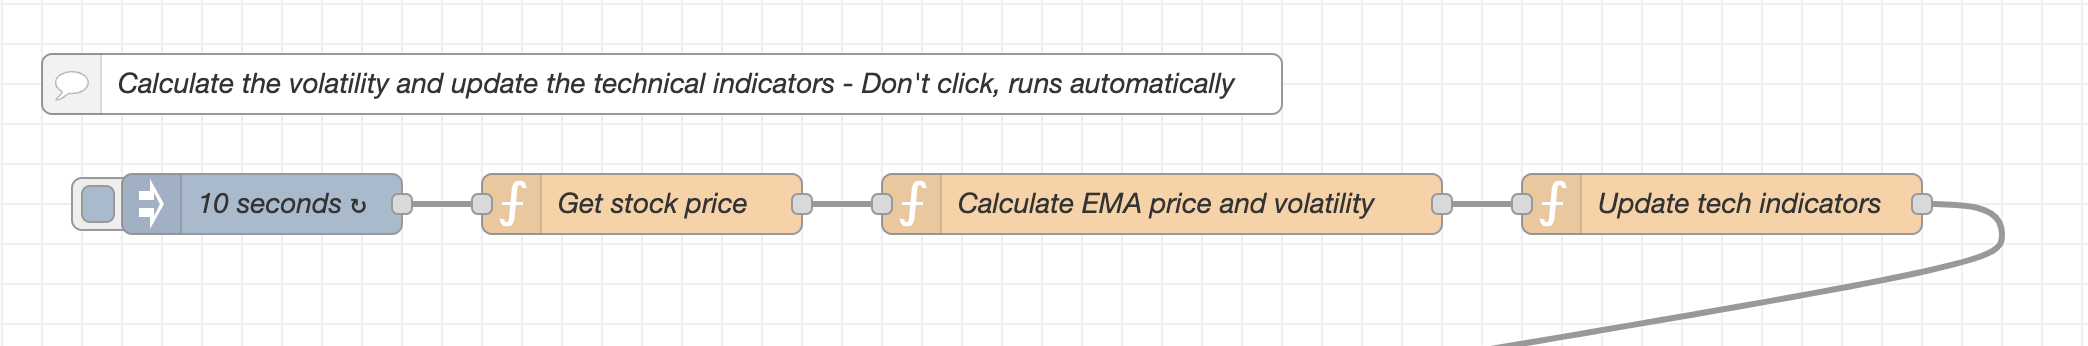 Calculate the volatility and update the technical indicators - Don't click, runs automatically
10 seconds ↻
Get stock price
Calculate EMA price and volatility
Update tech indicators